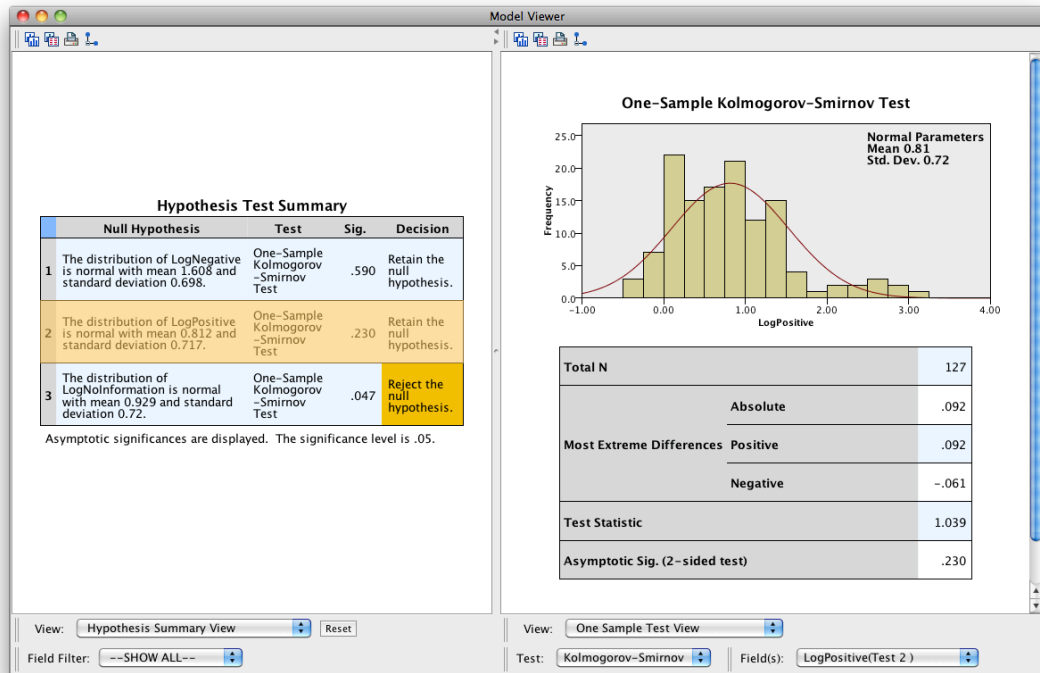 Model Viewer
Hypothesis Test Summary
Null Hypothesis Test Sig. Decision
1
The distribution of LogNegative
is normal with mean 1.608 and
standard deviation 0.698.
One-Sample
Kolmogorov
-Smirnov
Test
.590
Retain the
null
hypothesis.
2
The distribution of LogPositive
is normal with mean 0.812 and
standard deviation 0.717.
One-Sample
Kolmogorov
-Smirnov
Test
.230
Retain the
null
hypothesis.
3
The distribution of
LogNoInformation is normal
with mean 0.929 and standard
deviation 0.72.
One-Sample
Kolmogorov
-Smirnov
Test
.047
Reject the
null
hypothesis.
Asymptotic significances are displayed. The significance level is .05.
View: Hypothesis Summary View Reset
Field Filter: --SHOW ALL--
One-Sample Kolmogorov-Smirnov Test
Normal Parameters
Mean 0.81
Std. Dev. 0.72
Frequency
25.0
20.0
15.0
10.0
5.0
0.0
-1.00 0.00 1.00 2.00 3.00 4.00
LogPositive
Total N 127
Most Extreme Differences
Absolute .092
Positive .092
Negative -.061
Test Statistic 1.039
Asymptotic Sig. (2-sided test) .230
View: One Sample Test View
Test: Kolmogorov-Smirnov Field(s): LogPositive(Test 2 )